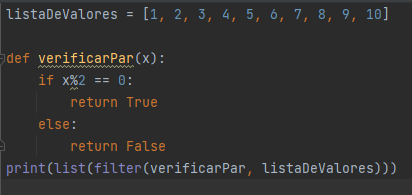 listaDeValores = [1, 2, 3, 4, 5, 6, 7, 8, 9, 10]
def verificarPar(x):
    if x%2 == 0:
        return True
    else:
        return False
print(list(filter(verificarPar, listaDeValores)))